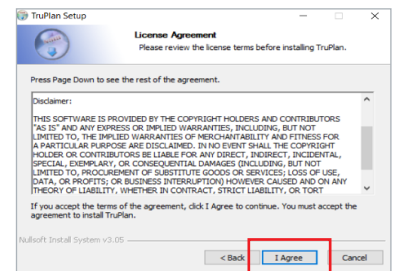 TruPlan Setup
License Agreement
Please review the license terms before installing TruPlan.
Press Page Down to see the rest of the agreement.
Disclaimer:
THIS SOFTWARE IS PROVIDED BY THE COPYRIGHT HOLDERS AND CONTRIBUTORS
"AS IS" AND ANY EXPRESS OR IMPLIED WARRANTIES, INCLUDING, BUT NOT
LIMITED TO, THE IMPLIED WARRANTIES OF MERCHANTABILITY AND FITNESS FOR
A PARTICULAR PURPOSE ARE DISCLAIMED. IN NO EVENT SHALL THE COPYRIGHT
HOLDER OR CONTRIBUTORS BE LIABLE FOR ANY DIRECT, INDIRECT, INCIDENTAL,
SPECIAL, EXEMPLARY, OR CONSEQUENTIAL DAMAGES (INCLUDING, BUT NOT
LIMITED TO, PROCUREMENT OF SUBSTITUTE GOODS OR SERVICES; LOSS OF USE,
DATA, OR PROFITS; OR BUSINESS INTERRUPTION) HOWEVER CAUSED AND ON ANY
THEORY OF LIABILITY, WHETHER IN CONTRACT, STRICT LIABILITY, OR TORT
If you accept the terms of the agreement, click I Agree to continue. You must accept the
agreement to install TruPlan.
Nullsoft Install System v3.05
< Back
I Agree
Cancel